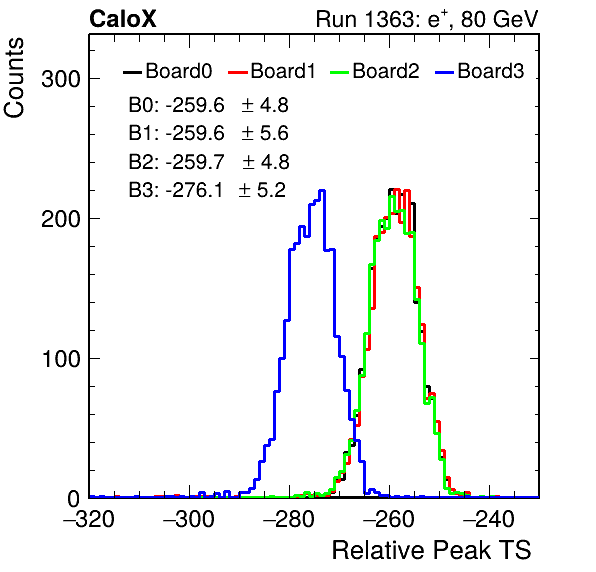 CaloX Run 1363: e⁺, 80 GeV
Counts
Board0 Board1 Board2 Board3
B0: -259.6 ± 4.8
B1: -259.6 ± 5.6
B2: -259.7 ± 4.8
B3: -276.1 ± 5.2
300
200
100
0
−320 −300 −280 −260 −240
Relative Peak TS